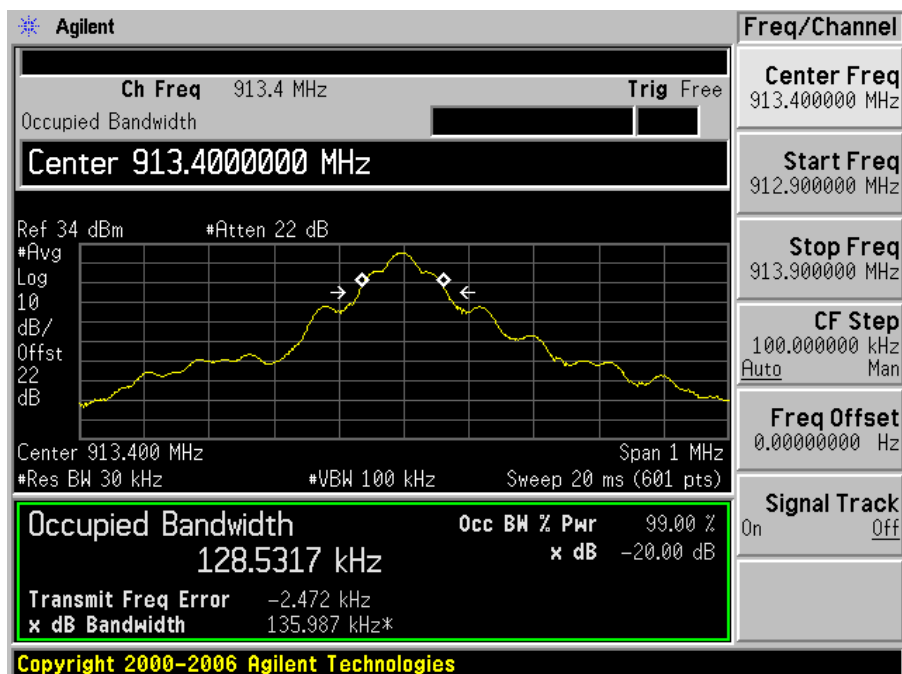 Agilent
Freq/Channel
Ch Freq 913.4 MHz Trig Free
Occupied Bandwidth
Center 913.4000000 MHz
Ref 34 dBm #Atten 22 dB
#Avg
Log
10
dB/
Offst
22
dB
Center 913.400 MHz Span 1 MHz
#Res BW 30 kHz #VBW 100 kHz Sweep 20 ms (601 pts)
Occupied Bandwidth
128.5317 kHz
Occ BW % Pwr 99.00 %
x dB -20.00 dB
Transmit Freq Error -2.472 kHz
x dB Bandwidth 135.987 kHz*
Center Freq
913.400000 MHz
Start Freq
912.900000 MHz
Stop Freq
913.900000 MHz
CF Step
100.000000 kHz
Auto Man
Freq Offset
0.00000000 Hz
Signal Track
On Off
Copyright 2000-2006 Agilent Technologies